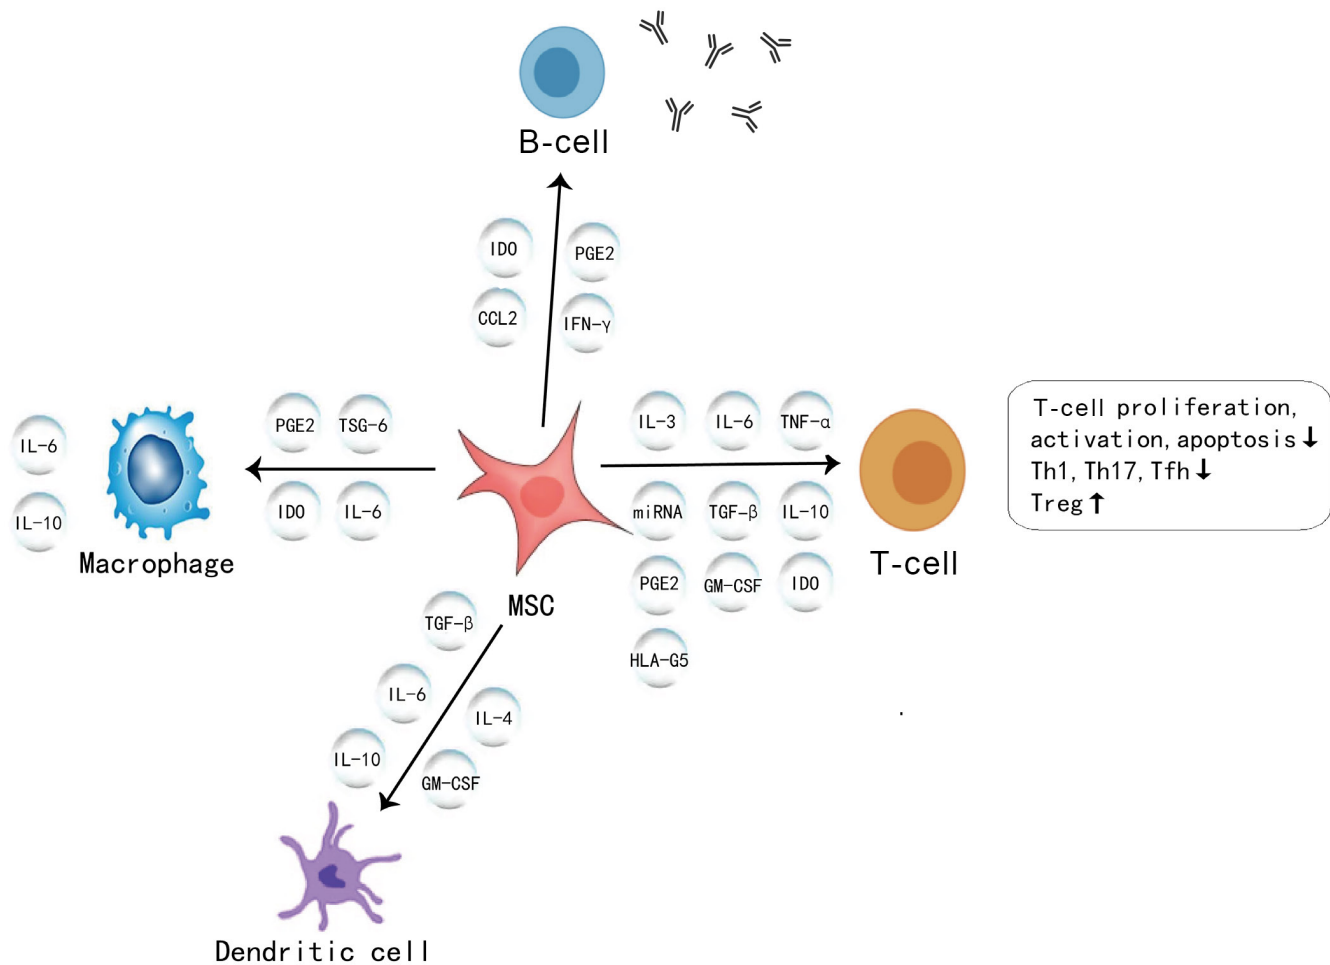 B-cell
IDO
PGE2
CCL2
IFN-γ
IL-6
IL-10
Macrophage
PGE2
TSG-6
IDO
IL-6
MSC
IL-3
IL-6
TNF-α
miRNA
TGF-β
IL-10
PGE2
GM-CSF
IDO
HLA-G5
T-cell
T-cell proliferation,
activation, apoptosis↓
Th1, Th17, Tfh↓
Treg↑
TGF-β
IL-6
IL-4
IL-10
GM-CSF
Dendritic cell